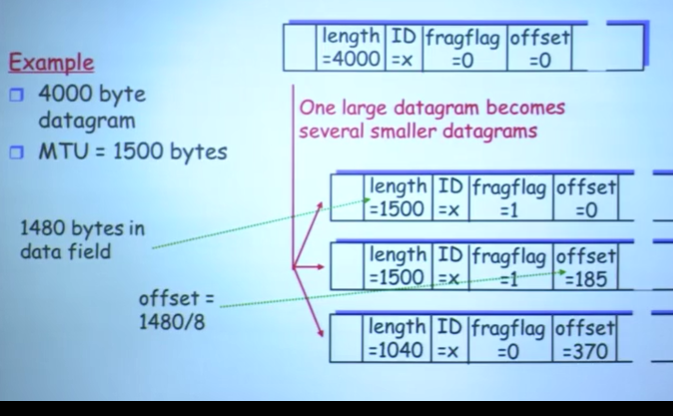 length ID fragflag offset
=4000 =x =0 =0
Example
4000 byte
datagram
MTU = 1500 bytes
One large datagram becomes
several smaller datagrams
length ID fragflag offset
=1500 =x =1 =0
1480 bytes in
data field
length ID fragflag offset
=1500 =x =1 =185
offset =
1480/8
length ID fragflag offset
=1040 =x =0 =370